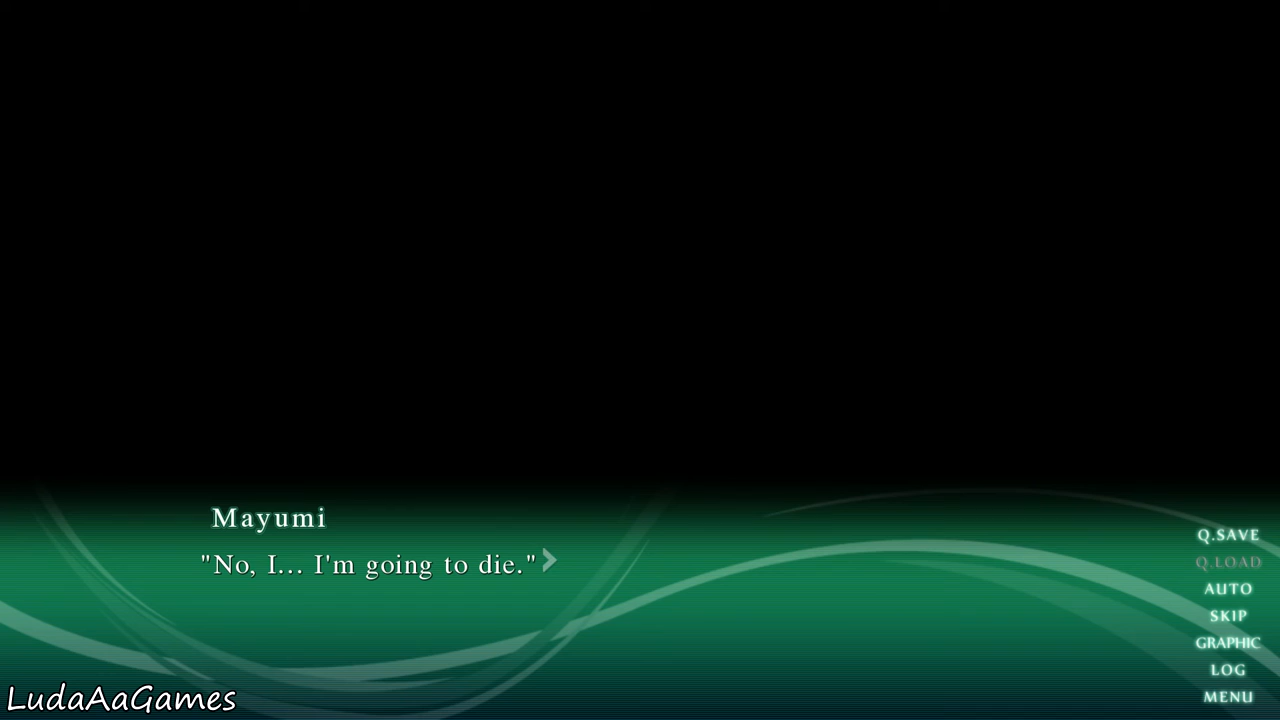 Mayumi
"No, I... I'm going to die."
Q.SAVE
Q.LOAD
AUTO
SKIP
GRAPHIC
LOG
MENU
LudaAaGames